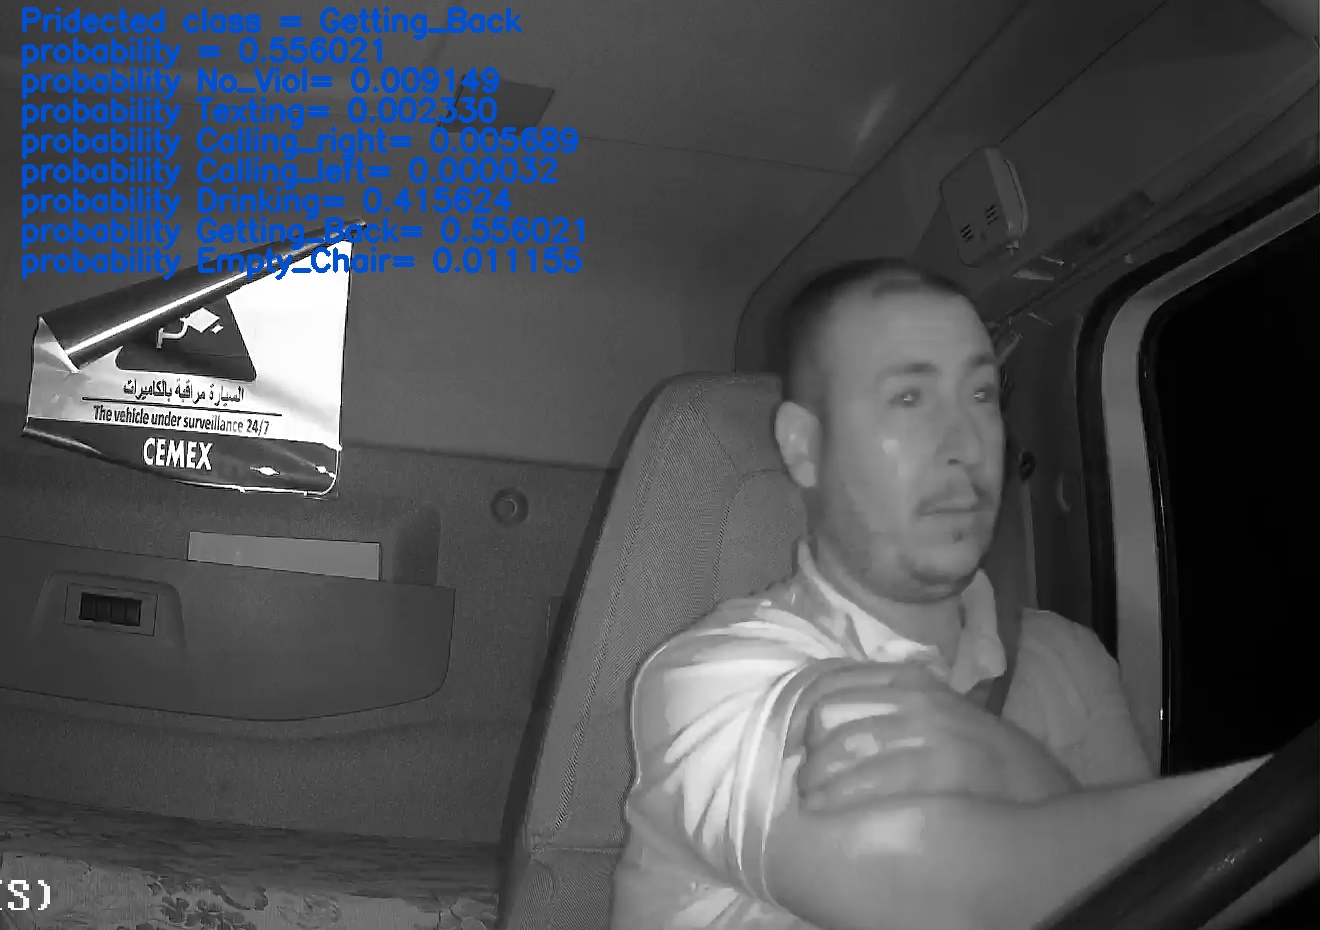 Pridected class = Getting_Back
probability = 0.556021
probability No_Viol= 0.009149
probability Texting= 0.002330
probability Calling_right= 0.005689
probability Calling_left= 0.000032
probability Drinking= 0.415624
probability Getting_Back= 0.556021
probability Empty_Chair= 0.011155
السيارة مراقبة بالكاميرات
The vehicle under surveillance 24/7
CEMEX
S)